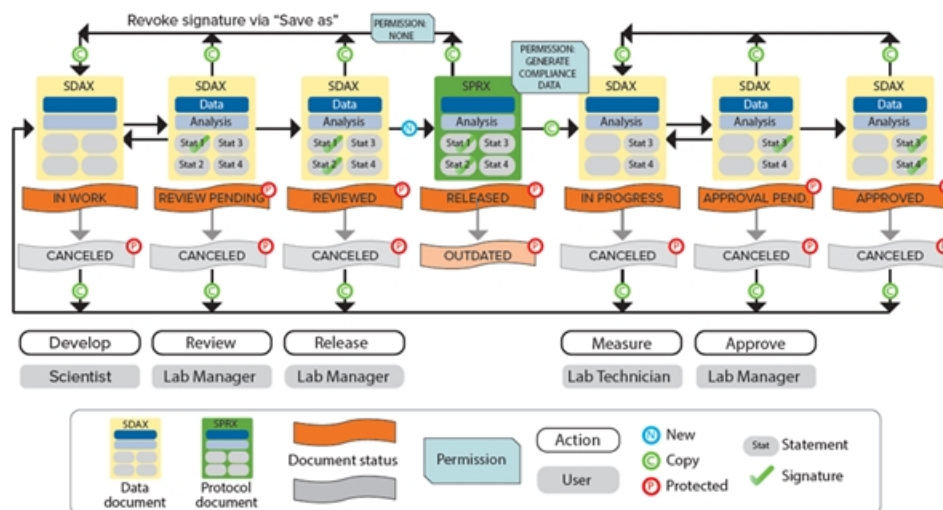 Revoke signature via "Save as"
PERMISSION:
NONE
PERMISSION:
GENERATE
COMPLIANCE
DATA
C
C
C
C
C
C
C
SDAX
SDAX
Data
Analysis
Stat 1
Stat 3
Stat 2
Stat 4
SDAX
Data
Analysis
Stat 1
Stat 3
Stat 2
Stat 4
N
SPRX
Data
Analysis
Stat 1
Stat 3
Stat 2
Stat 4
C
SDAX
Data
Analysis
Stat 3
Stat 4
SDAX
Data
Analysis
Stat 3
Stat 4
SDAX
Data
Analysis
Stat 3
Stat 4
IN WORK
REVIEW PENDING
P
REVIEWED
P
RELEASED
P
IN PROGRESS
APPROVAL PEND.
P
APPROVED
P
CANCELED
P
CANCELED
P
CANCELED
P
OUTDATED
P
CANCELED
P
CANCELED
P
CANCELED
P
C
C
C
C
C
C
Develop
Review
Release
Measure
Approve
Scientist
Lab Manager
Lab Manager
Lab Technician
Lab Manager
SDAX
Data
document
SPRX
Protocol
document
Document status
Permission
Action
User
N New
C Copy
P Protected
Stat Statement
Signature